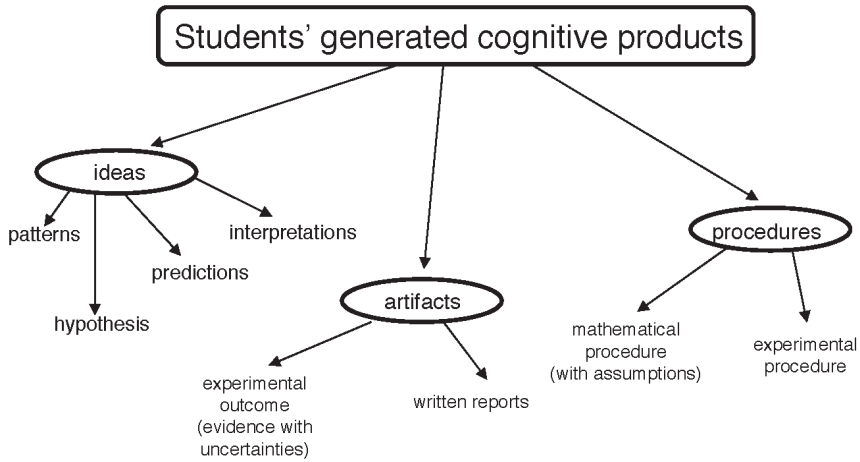 Students' generated cognitive products
ideas
patterns
hypothesis
predictions
interpretations
artifacts
experimental
outcome
(evidence with
uncertainties)
written reports
procedures
mathematical
procedure
(with assumptions)
experimental
procedure